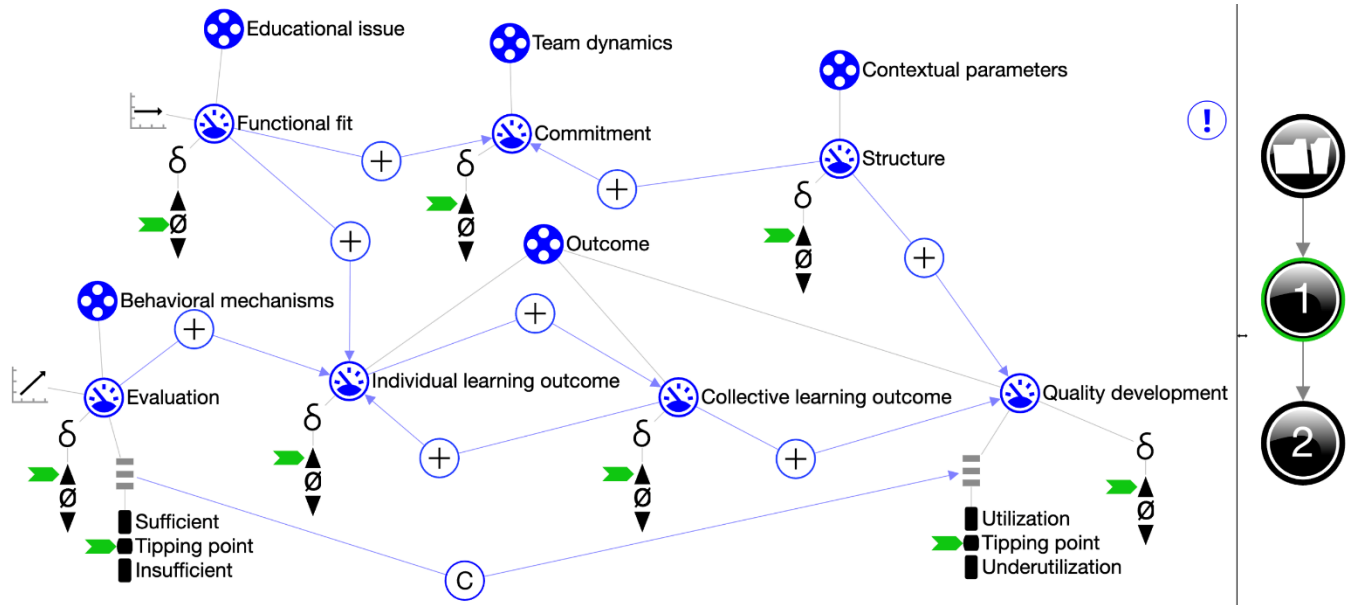 Educational issue
Team dynamics
Contextual parameters
Functional fit
Commitment
Structure
!
δ
δ
δ
+
+
ø
ø
ø
+
+
Outcome
Behavioral mechanisms
+
+
1
Evaluation
Individual learning outcome
Collective learning outcome
Quality development
δ
δ
δ
δ
+
+
2
ø
ø
ø
ø
Sufficient
Tipping point
Insufficient
Utilization
Tipping point
Underutilization
C